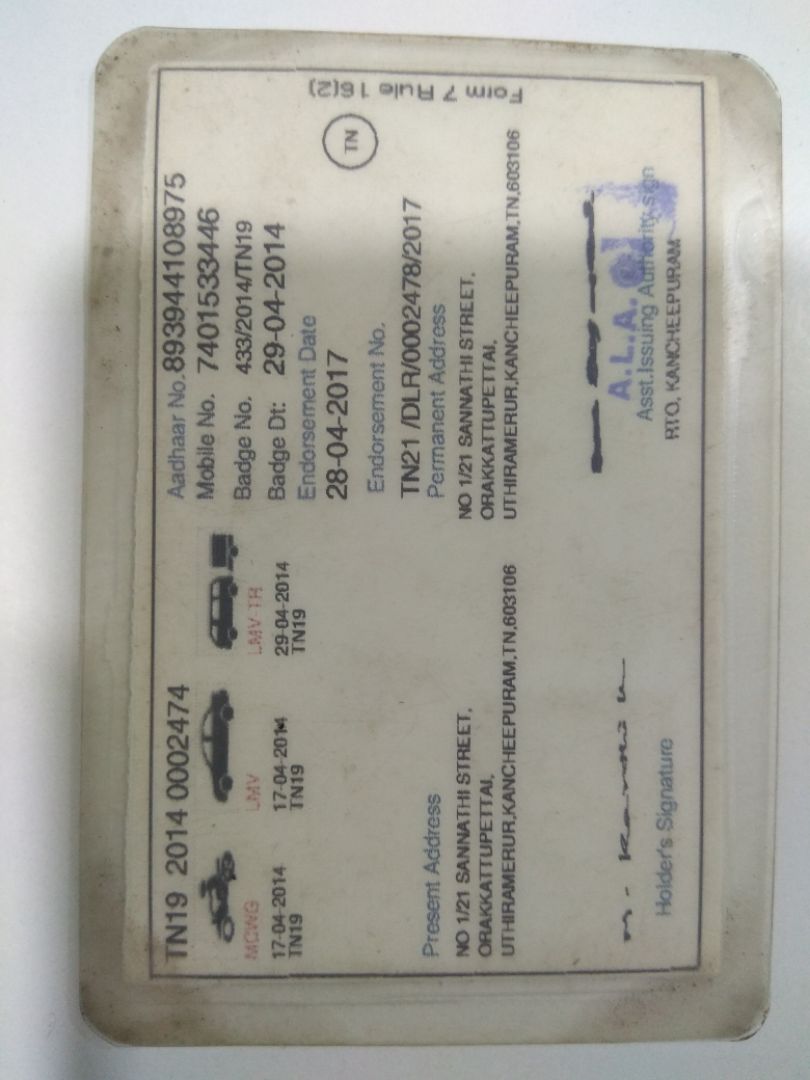 Form 7 Rule 16(2)
TN19 2014 0002474
MCWG
17-04-2014
TN19
LMV
17-04-2014
TN19
LMV-TR
29-04-2014
TN19
Aadhaar No.893944108975
Mobile No. 7401533446
Badge No. 433/2014/TN19
Badge Dt: 29-04-2014
TN
Endorsement Date
28-04-2017
Endorsement No.
TN21 /DLR/0002478/2017
Present Address
NO 1/21 SANNATHI STREET,
ORAKKATTUPETTAI,
UTHIRAMERUR,KANCHEEPURAM,TN,603106
Permanent Address
NO 1/21 SANNATHI STREET,
ORAKKATTUPETTAI,
UTHIRAMERUR,KANCHEEPURAM,TN,603106
Holder's Signature
A.L.A.
Asst.Issuing Authority sign
RTO, KANCHEEPURAM